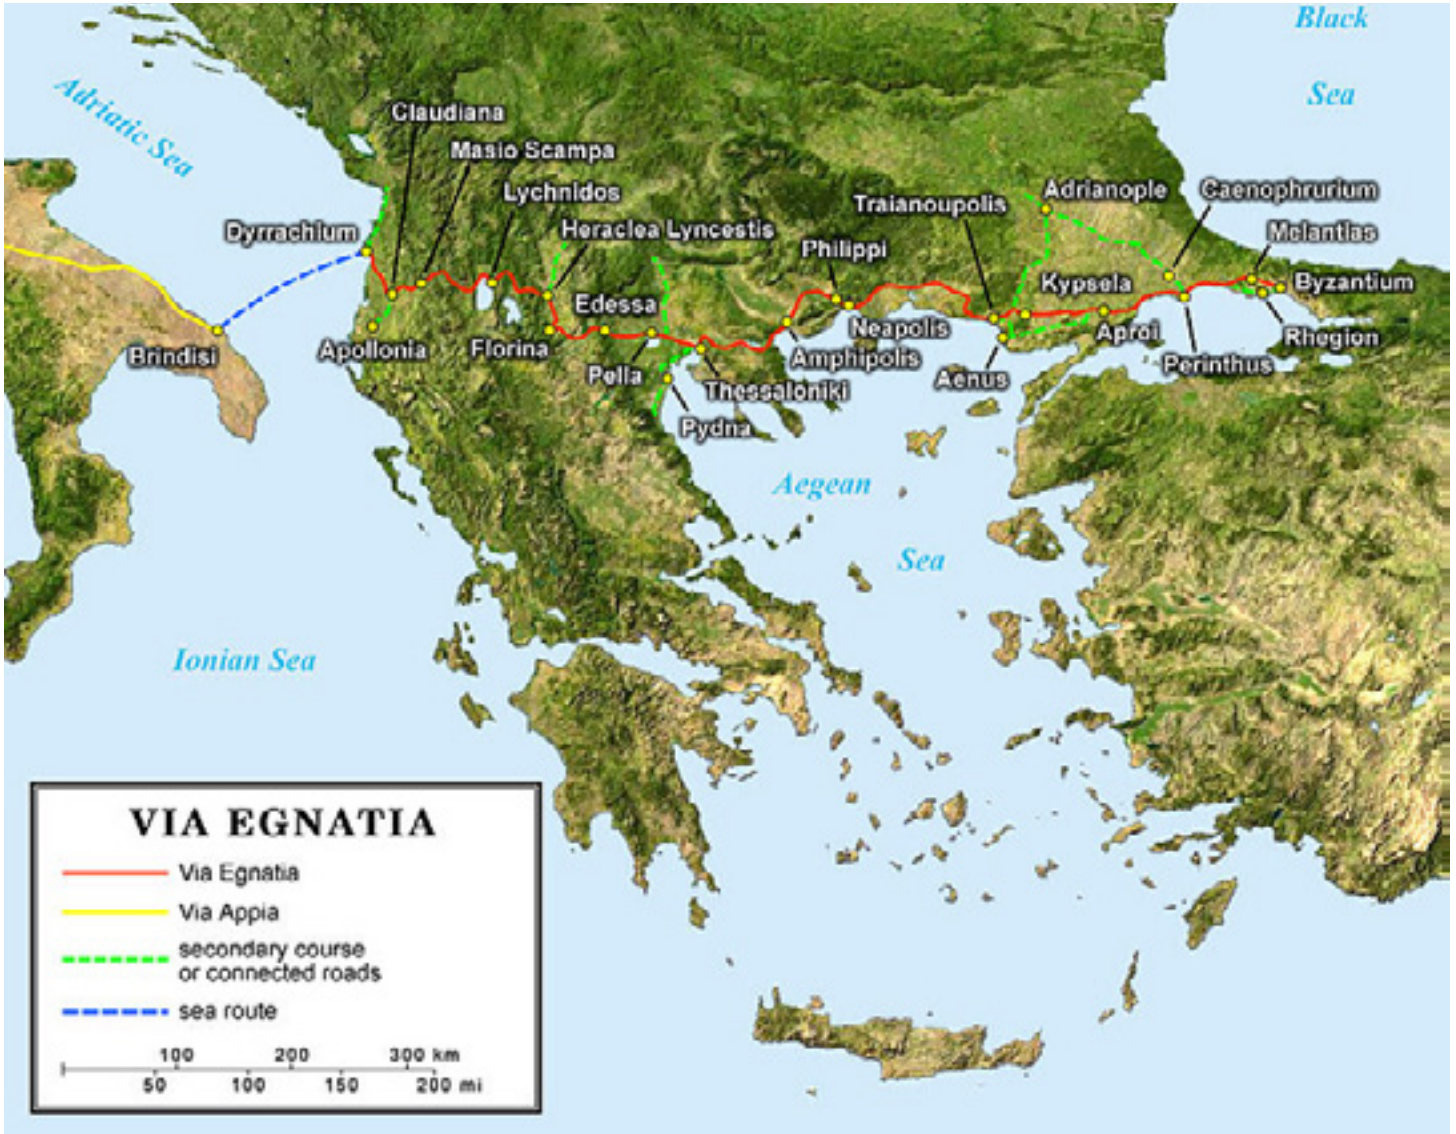 Black
Sea
Adriatic Sea
Claudiana
Masio Scampa
Lychnidos
Dyrrachium
Heraclea Lyncestis
Traianoupolis
Adrianople
Caenophrurium
Philippi
Melantias
Edessa
Kypsela
Byzantium
Brindisi
Apollonia
Florina
Neapolis
Aproi
Rhegion
Pella
Amphipolis
Aenus
Perinthus
Thessaloniki
Pydna
Aegean
Sea
Ionian Sea
VIA EGNATIA
Via Egnatia
Via Appia
secondary course
or connected roads
sea route
100 200 300 km
50 100 150 200 mi